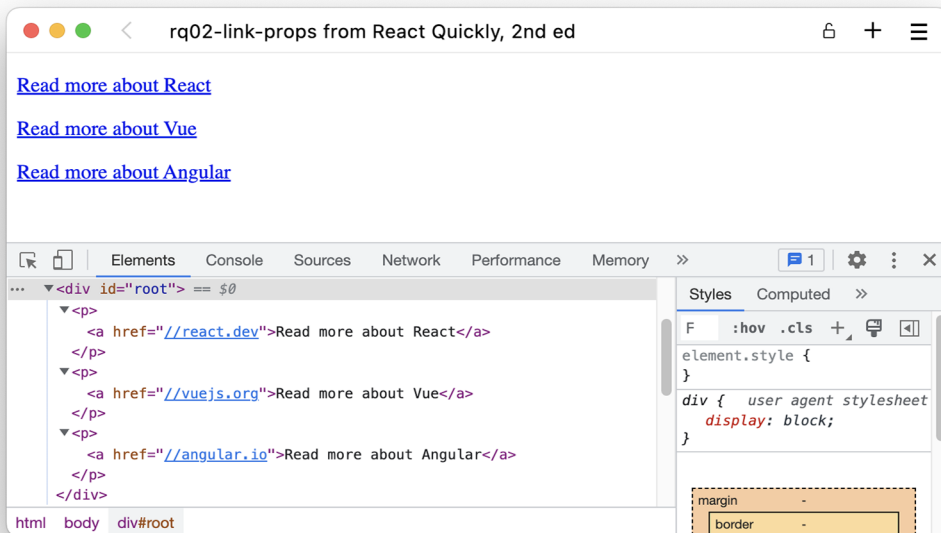 rq02-link-props from React Quickly, 2nd ed
Read more about React
Read more about Vue
Read more about Angular
Elements Console Sources Network Performance Memory » 1
<div id="root"> == $0
<p>
<a href="//react.dev">Read more about React</a>
</p>
<p>
<a href="//vuejs.org">Read more about Vue</a>
</p>
<p>
<a href="//angular.io">Read more about Angular</a>
</p>
</div>
html body div#root
Styles Computed »
F :hov .cls +
element.style {
}
div { user agent stylesheet
display: block;
}
margin -
border -